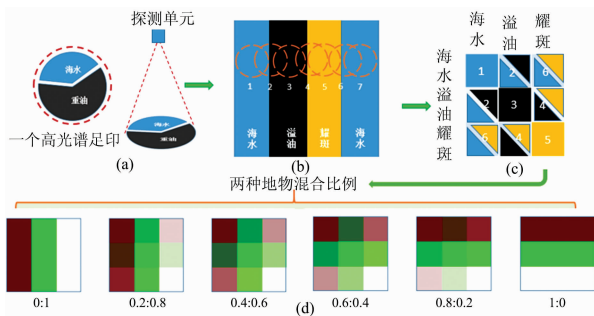 探测单元
海水
重油
海水
重油
一个高光谱足印
(a)
1 2 3 4 5 6 7
海水
溢油
耀斑
海水
(b)
海水 溢油 耀斑
海水
溢油
耀斑
1 2 6
2 3 4
6 4 5
(c)
两种地物混合比例
0:1 0.2:0.8 0.4:0.6 0.6:0.4 0.8:0.2 1:0
(d)